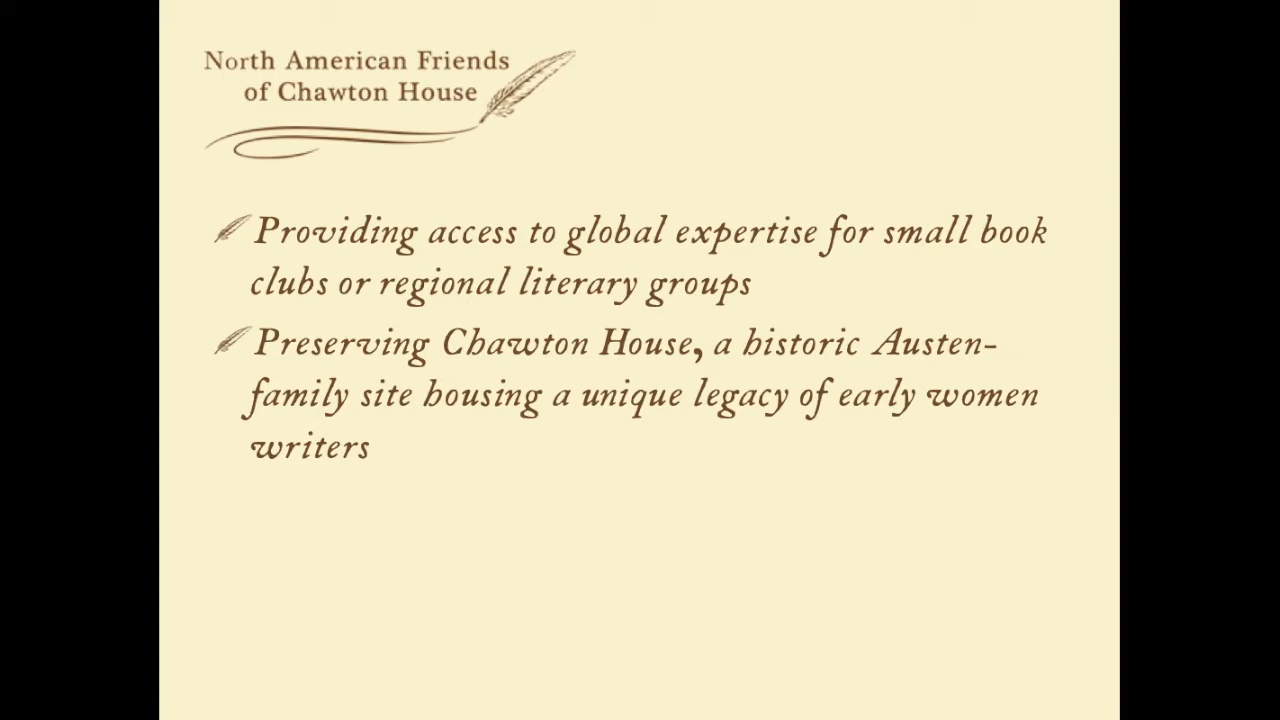 North American Friends
of Chawton House
Providing access to global expertise for small book
clubs or regional literary groups
Preserving Chawton House, a historic Austen-
family site housing a unique legacy of early women
writers